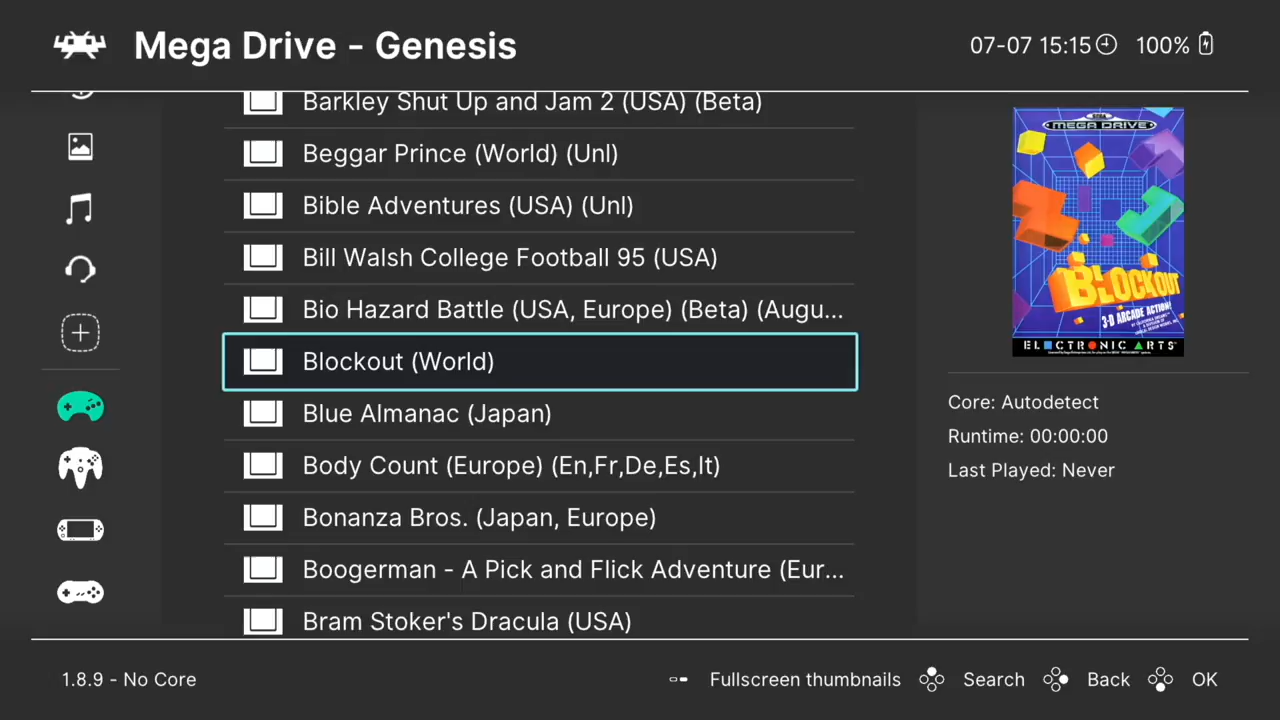 Mega Drive - Genesis
07-07 15:15 100%
Barkley Shut Up and Jam 2 (USA) (Beta)
Beggar Prince (World) (Unl)
Bible Adventures (USA) (Unl)
Bill Walsh College Football 95 (USA)
Bio Hazard Battle (USA, Europe) (Beta) (Augu...
Blockout (World)
Blue Almanac (Japan)
Body Count (Europe) (En,Fr,De,Es,It)
Bonanza Bros. (Japan, Europe)
Boogerman - A Pick and Flick Adventure (Eur...
Bram Stoker's Dracula (USA)
SEGA
MEGA DRIVE
BLOCKOUT
3-D ARCADE ACTION!
ELECTRONIC ARTS
Core: Autodetect
Runtime: 00:00:00
Last Played: Never
1.8.9 - No Core
Fullscreen thumbnails Search Back OK